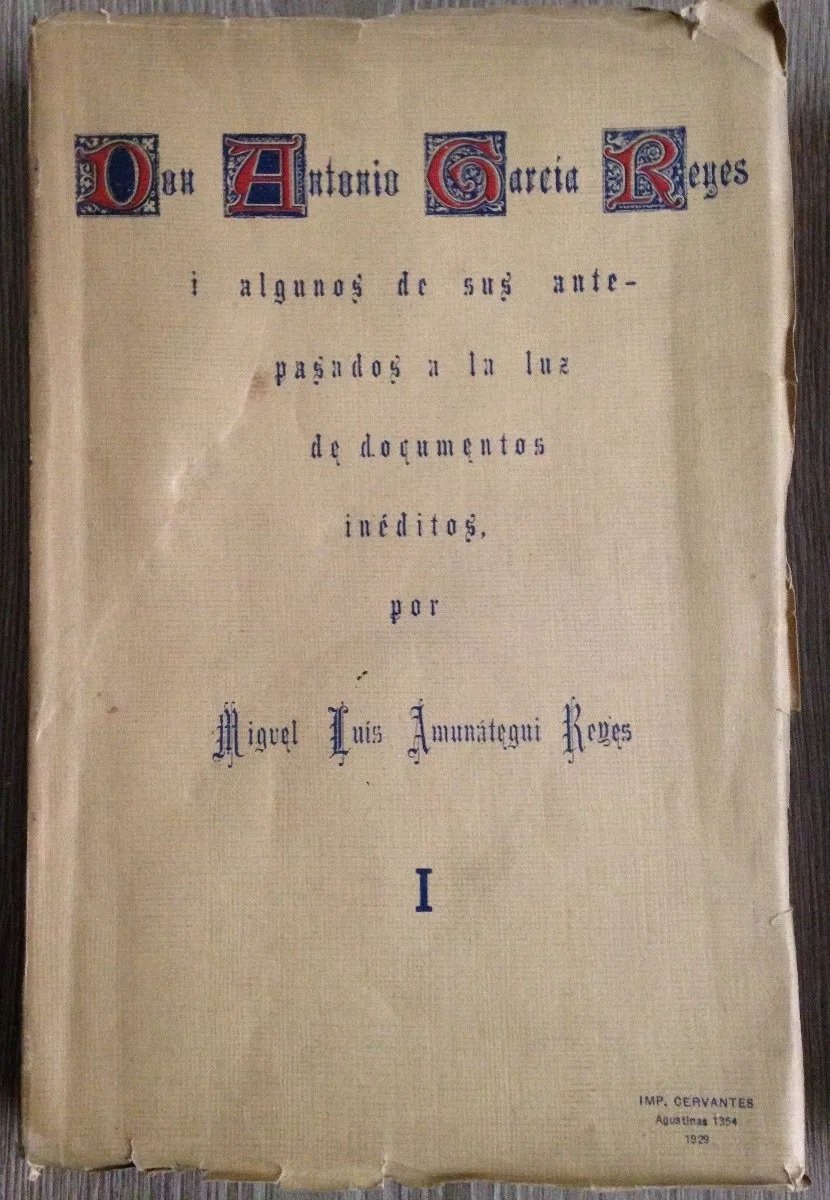 Don Antonio García Reyes
i algunos de sus ante-
pasados a la luz
de documentos
inéditos,
por
Miguel Luis Amunátegui Reyes
I
IMP. CERVANTES
Agustinas 1354
1929